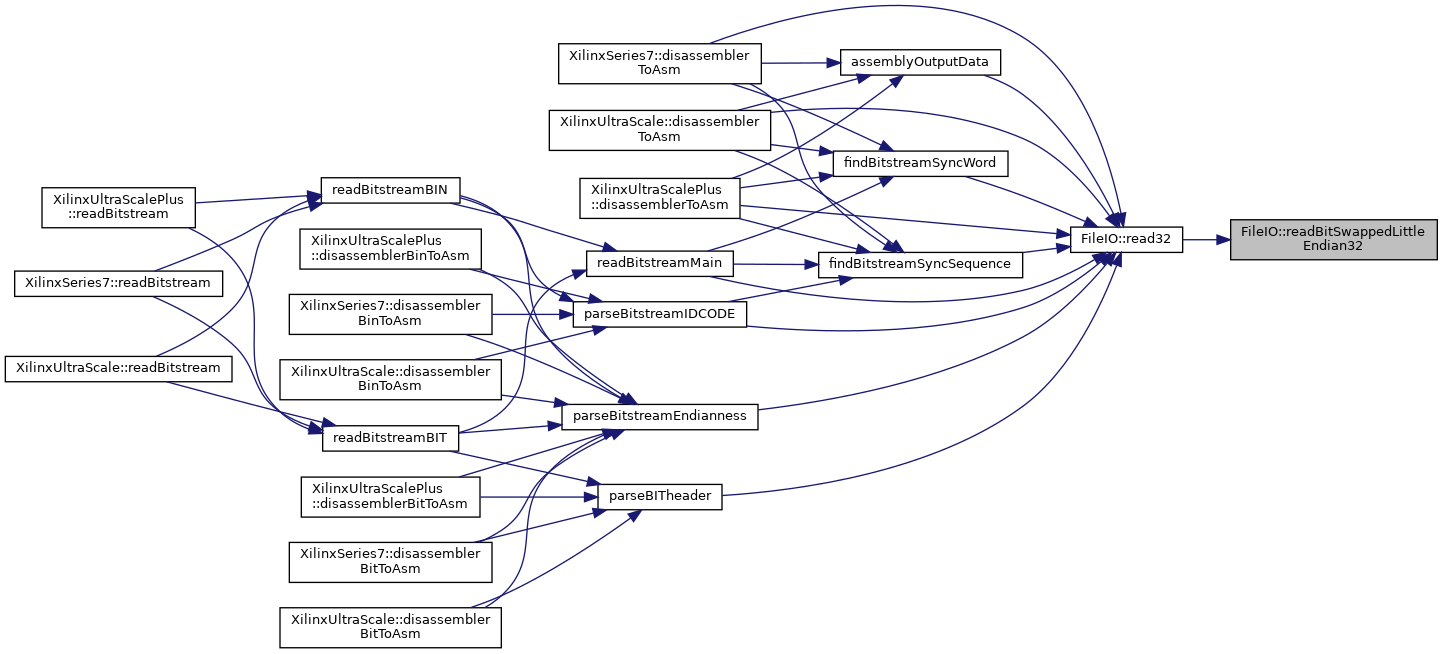 XilinxSeries7::disassembler
ToAsm
assemblyOutputData
XilinxUltraScale::disassembler
ToAsm
findBitstreamSyncWord
XilinxUltraScalePlus
::readBitstream
readBitstreamBIN
XilinxUltraScalePlus
::disassemblerToAsm
FileIO::readBitSwappedLittle
Endian32
FileIO::read32
XilinxUltraScalePlus
::disassemblerBinToAsm
readBitstreamMain
findBitstreamSyncSequence
XilinxSeries7::readBitstream
XilinxSeries7::disassembler
BinToAsm
parseBitstreamIDCODE
XilinxUltraScale::readBitstream
XilinxUltraScale::disassembler
BinToAsm
parseBitstreamEndianness
readBitstreamBIT
XilinxUltraScalePlus
::disassemblerBitToAsm
parseBITheader
XilinxSeries7::disassembler
BitToAsm
XilinxUltraScale::disassembler
BitToAsm